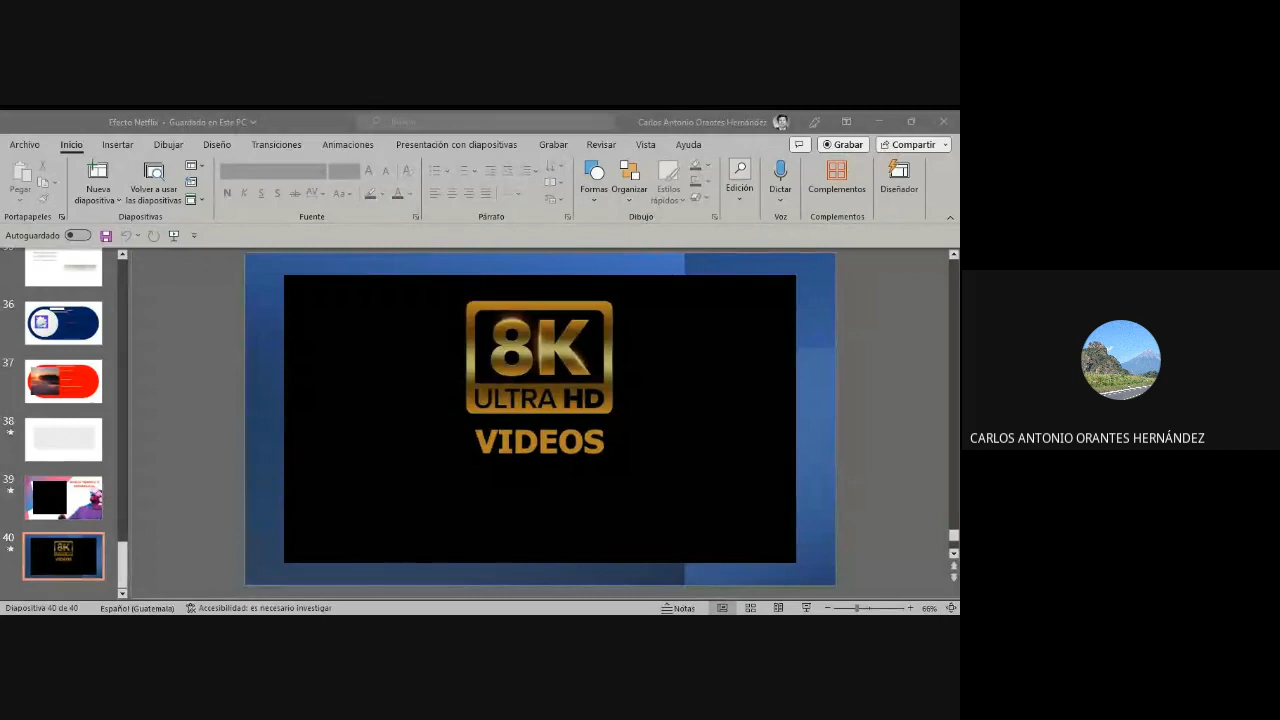 Efecto Netflix - Guardado en Este PC
Carlos Antonio Orantes Hernández
Archivo Inicio Insertar Dibujar Diseño Transiciones Animaciones Presentación con diapositivas Grabar Revisar Vista Ayuda
Grabar Compartir
Pegar
Nueva diapositiva
Volver a usar las diapositivas
N K S S ab AV Aa A
Formas Organizar Estilos rápidos
Edición
Dictar
Complementos
Diseñador
Portapapeles Diapositivas Fuente Párrafo Dibujo Voz Complementos
Autoguardado
36
37
38
39
40
8K
ULTRA HD
VIDEOS
CARLOS ANTONIO ORANTES HERNÁNDEZ
Diapositiva 40 de 40 Español (Guatemala) Accesibilidad: es necesario investigar Notas 66%